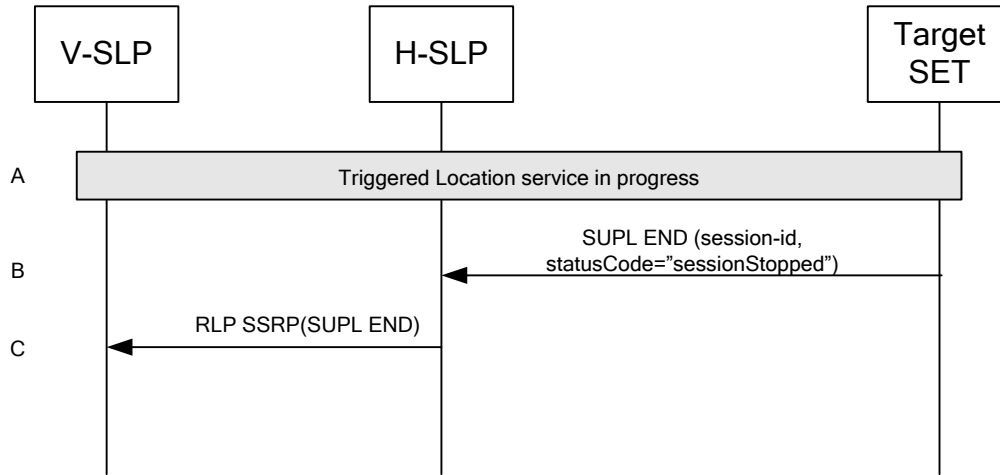 V-SLP
H-SLP
Target
SET
A
Triggered Location service in progress
SUPL END (session-id,
statusCode=”sessionStopped”)
B
RLP SSRP(SUPL END)
C